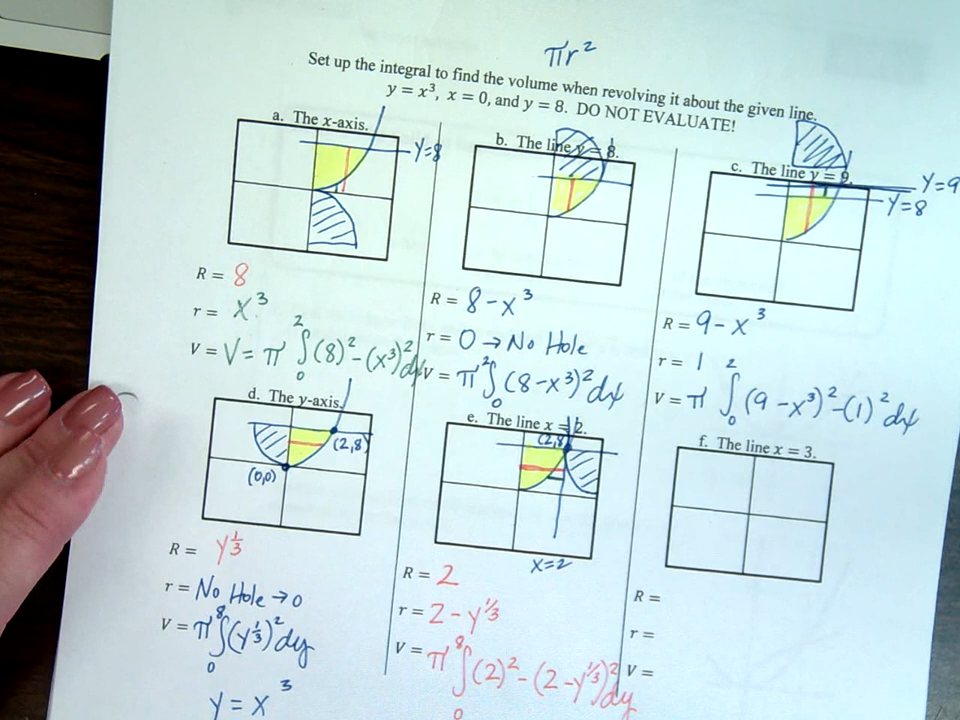 πr²
Set up the integral to find the volume when revolving it about the given line.
y = x³, x = 0, and y = 8. DO NOT EVALUATE!
a. The x-axis.
y=8
R = 8
r = x³
V = V = π ∫₀² (8)² - (x³)² dx
b. The line y = 8.
R = 8 - x³
r = 0 → No Hole
V = π ∫₀² (8 - x³)² dx
c. The line y = 9.
y=9
y=8
R = 9 - x³
r = 1
V = π ∫₀² (9 - x³)² - (1)² dx
d. The y-axis.
(2,8)
(0,0)
R = y^⅓
r = No Hole → 0
V = π ∫₀⁸ (y^⅓)² dy
y = x³
e. The line x = 2.
(2,8)
x=2
R = 2
r = 2 - y^⅓
V = π ∫₀⁸ (2)² - (2 - y^⅓)² dy
f. The line x = 3.
R =
r =
V =